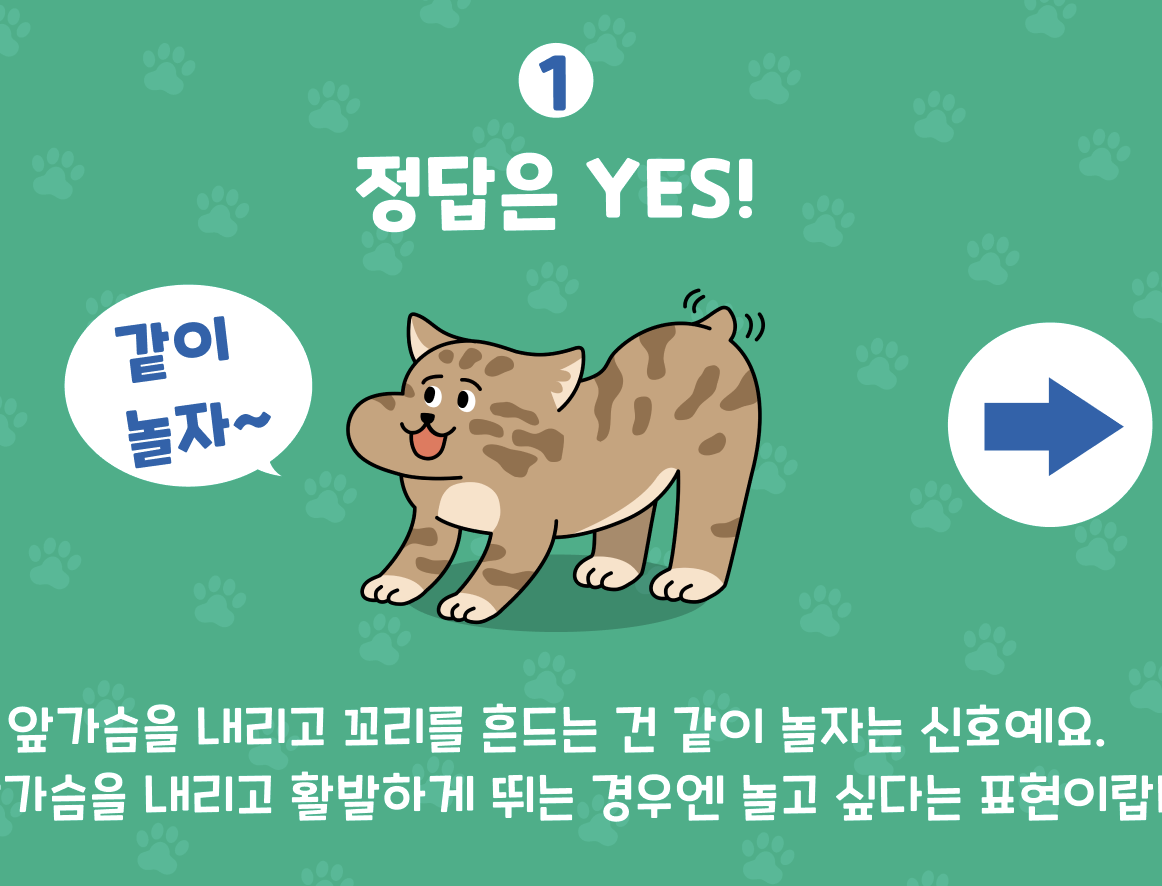 1
정답은 YES!
같이
놀자~
앞가슴을 내리고 꼬리를 흔드는 건 같이 놀자는 신호예요.
가슴을 내리고 활발하게 뛰는 경우엔 놀고 싶다는 표현이랍